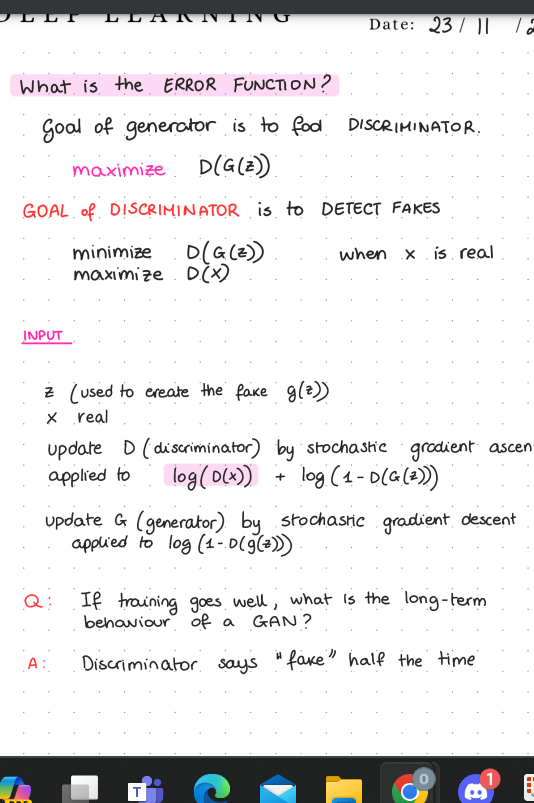 DEEP LEARNING
Date: 23 / 11 /
What is the ERROR FUNCTION?
Goal of generator is to fool DISCRIMINATOR.
maximize D(G(z))
GOAL of DISCRIMINATOR is to DETECT FAKES
minimize D(G(z)) when x is real
maximize D(x)
INPUT
z (used to create the fake g(z))
x real
update D (discriminator) by stochastic gradient ascen
applied to log(D(x)) + log(1-D(G(z)))
update G (generator) by stochastic gradient descent
applied to log(1-D(g(z)))
Q: If training goes well, what is the long-term
behaviour of a GAN?
A: Discriminator says "fake" half the time
T 0 1